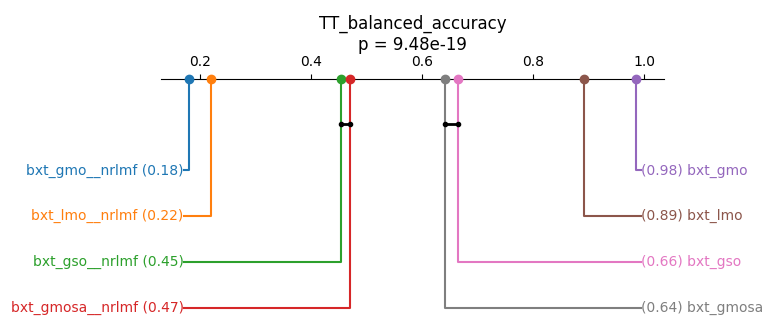 TT_balanced_accuracy
p = 9.48e-19
0.2 0.4 0.6 0.8 1.0
bxt_gmo__nrlmf (0.18) (0.98) bxt_gmo
bxt_lmo__nrlmf (0.22) (0.89) bxt_lmo
bxt_gso__nrlmf (0.45) (0.66) bxt_gso
bxt_gmosa__nrlmf (0.47) (0.64) bxt_gmosa